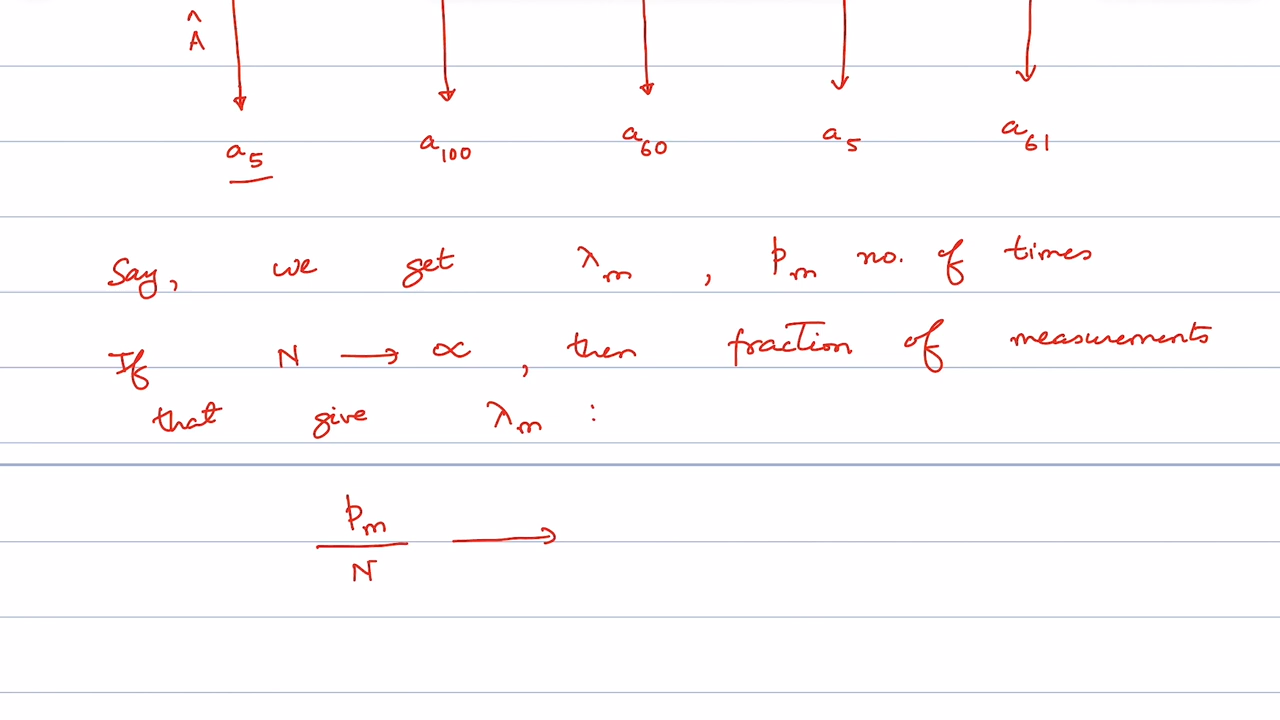 Â
a₅ a₁₀₀ a₆₀ a₅ a₆₁
Say, we get λₘ, pₘ no. of times
If N → ∝, then fraction of measurements
that give λₘ :
pₘ
N →